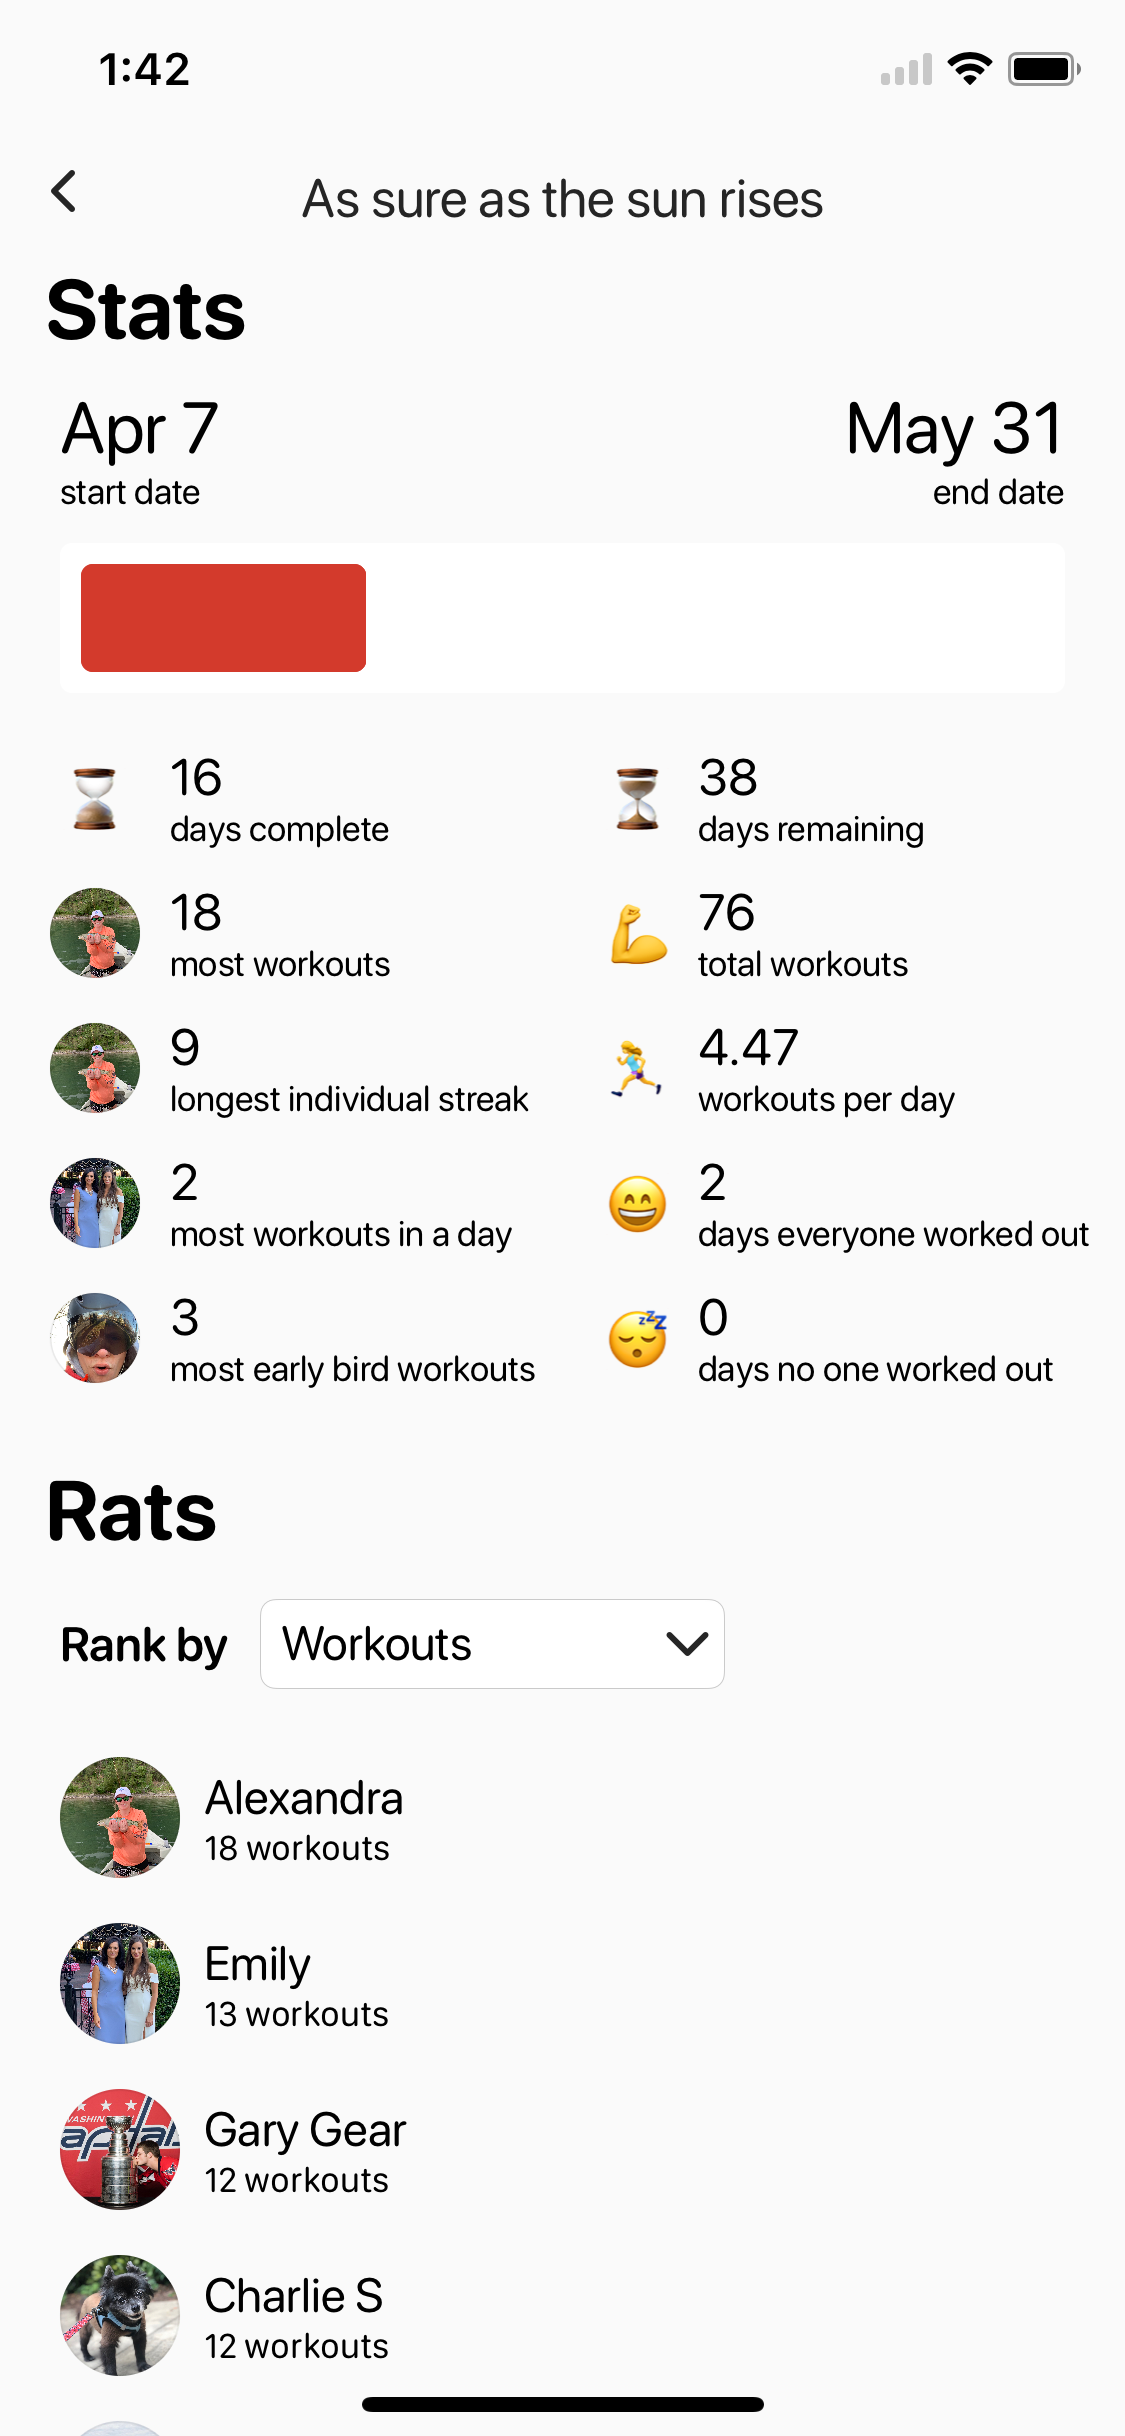 1:42
As sure as the sun rises
Stats
Apr 7
start date
May 31
end date
16
days complete
38
days remaining
18
most workouts
76
total workouts
9
longest individual streak
4.47
workouts per day
2
most workouts in a day
2
days everyone worked out
3
most early bird workouts
0
days no one worked out
Rats
Rank by
Workouts
Alexandra
18 workouts
Emily
13 workouts
Gary Gear
12 workouts
Charlie S
12 workouts